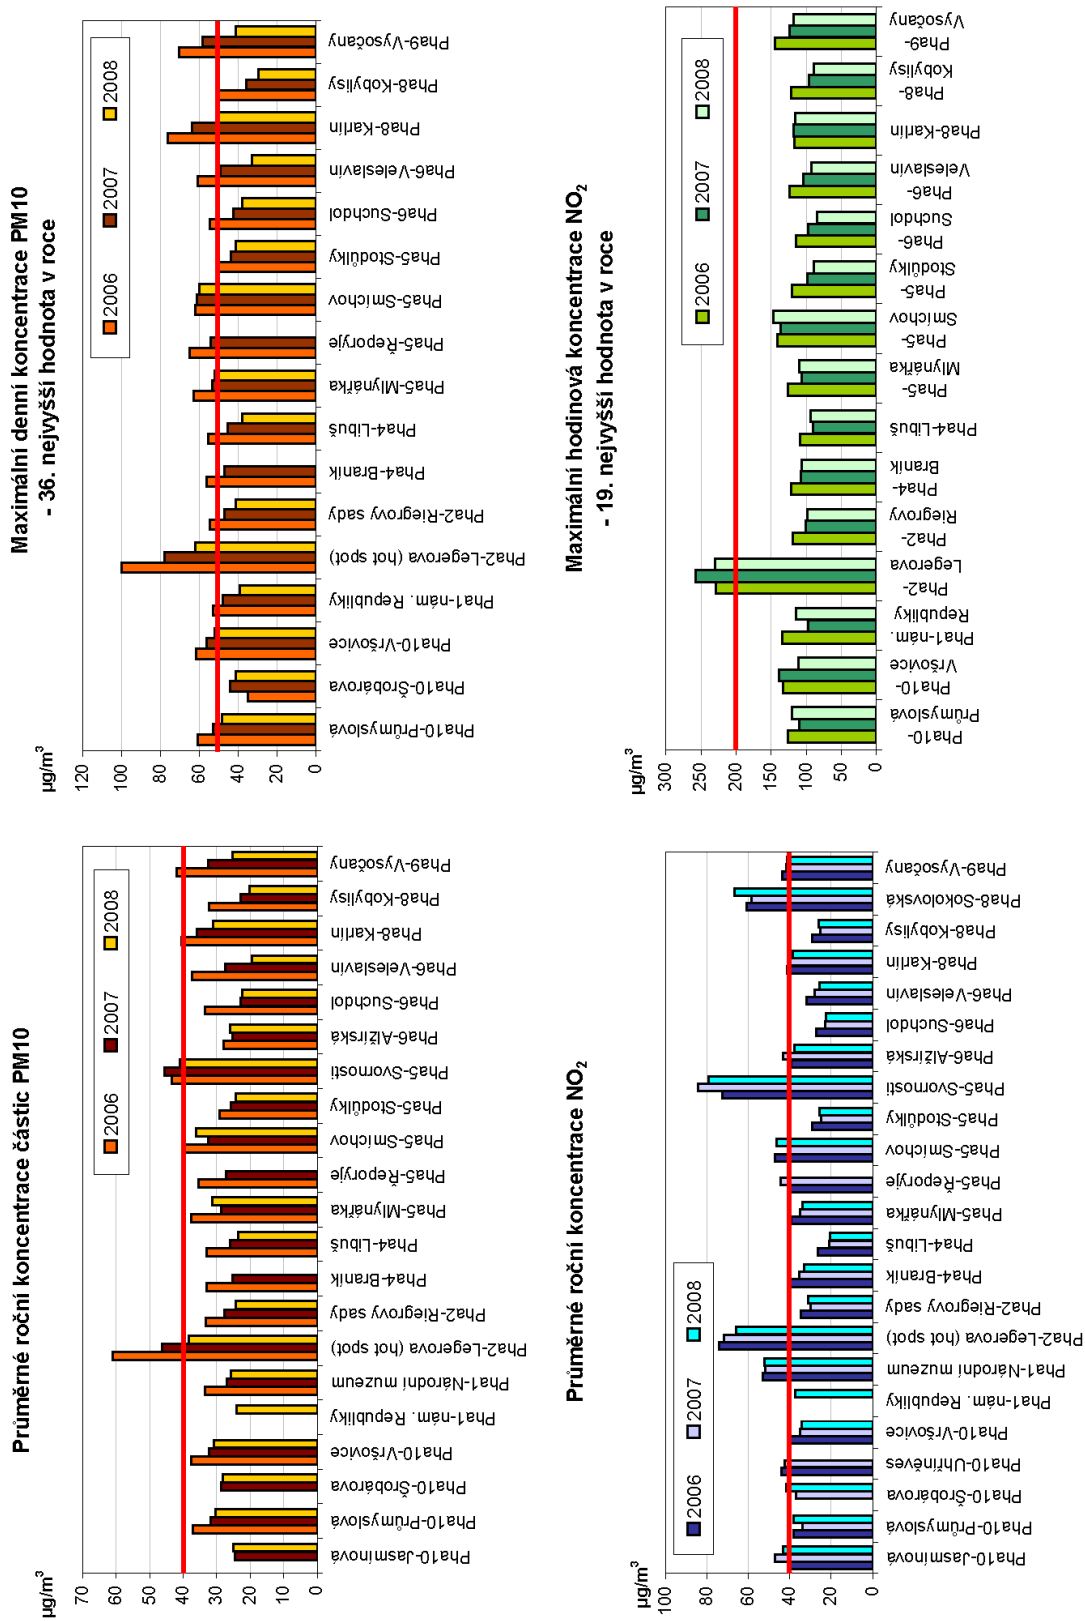 Průměrné roční koncentrace částic PM10
µg/m³
2006
2007
2008
70
60
50
40
30
20
10
0
Pha10-Jasmínová
Pha10-Průmyslová
Pha10-Šrobárova
Pha10-Vršovice
Pha1-nám. Republiky
Pha1-Národní muzeum
Pha2-Legerova (hot spot)
Pha2-Riegrovy sady
Pha4-Braník
Pha4-Libuš
Pha5-Mlynářka
Pha5-Řeporyje
Pha5-Smíchov
Pha5-Stodůlky
Pha5-Svornosti
Pha6-Alžírská
Pha6-Suchdol
Pha6-Veleslavín
Pha8-Karlín
Pha8-Kobylisy
Pha9-Vysočany
Maximální denní koncentrace PM10
- 36. nejvyšší hodnota v roce
µg/m³
2006
2007
2008
120
100
80
60
40
20
0
Pha10-Průmyslová
Pha10-Šrobárova
Pha10-Vršovice
Pha1-nám. Republiky
Pha2-Legerova (hot spot)
Pha2-Riegrovy sady
Pha4-Braník
Pha4-Libuš
Pha5-Mlynářka
Pha5-Řeporyje
Pha5-Smíchov
Pha5-Stodůlky
Pha6-Suchdol
Pha6-Veleslavín
Pha8-Karlín
Pha8-Kobylisy
Pha9-Vysočany
Průměrné roční koncentrace NO₂
µg/m³
2006
2007
2008
100
80
60
40
20
0
Pha10-Jasmínová
Pha10-Průmyslová
Pha10-Šrobárova
Pha10-Uhříněves
Pha10-Vršovice
Pha1-nám. Republiky
Pha1-Národní muzeum
Pha2-Legerova (hot spot)
Pha2-Riegrovy sady
Pha4-Braník
Pha4-Libuš
Pha5-Mlynářka
Pha5-Řeporyje
Pha5-Smíchov
Pha5-Stodůlky
Pha5-Svornosti
Pha6-Alžírská
Pha6-Suchdol
Pha6-Veleslavín
Pha8-Karlín
Pha8-Kobylisy
Pha8-Sokolovská
Pha9-Vysočany
Maximální hodinová koncentrace NO₂
- 19. nejvyšší hodnota v roce
µg/m³
2006
2007
2008
300
250
200
150
100
50
0
Pha10-
Průmyslová
Pha10-
Vršovice
Pha1-nám.
Republiky
Pha2-
Legerova
Pha2-
Riegrovy
Pha4-
Braník
Pha4-Libuš
Pha5-
Mlynářka
Pha5-
Smíchov
Pha5-
Stodůlky
Pha6-
Suchdol
Pha6-
Veleslavín
Pha8-Karlín
Pha8-
Kobylisy
Pha9-
Vysočany